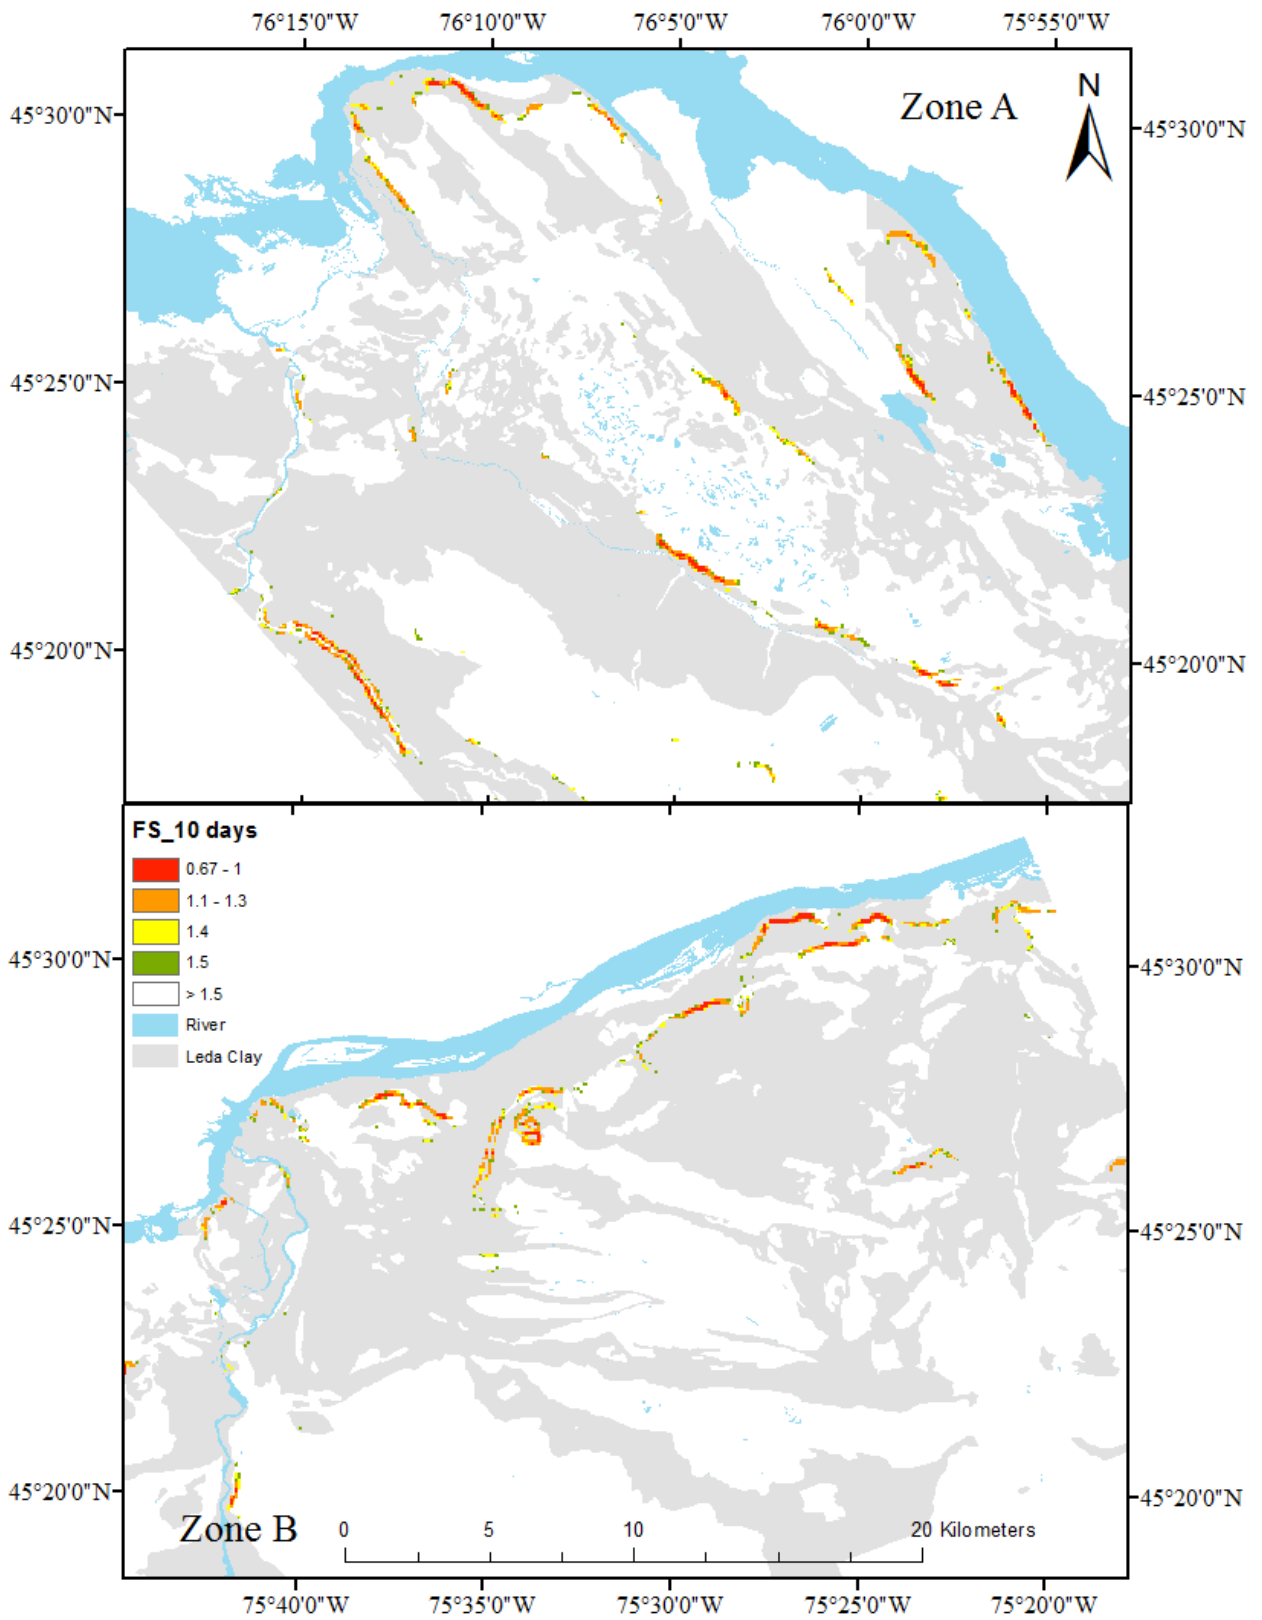 76°15'0"W 76°10'0"W 76°5'0"W 76°0'0"W 75°55'0"W
N
Zone A
45°30'0"N 45°30'0"N
45°25'0"N 45°25'0"N
45°20'0"N 45°20'0"N
FS_10 days
0.67 - 1
1.1 - 1.3
1.4
1.5
> 1.5
River
Leda Clay
45°30'0"N 45°30'0"N
45°25'0"N 45°25'0"N
45°20'0"N 45°20'0"N
Zone B
0 5 10 20 Kilometers
75°40'0"W 75°35'0"W 75°30'0"W 75°25'0"W 75°20'0"W